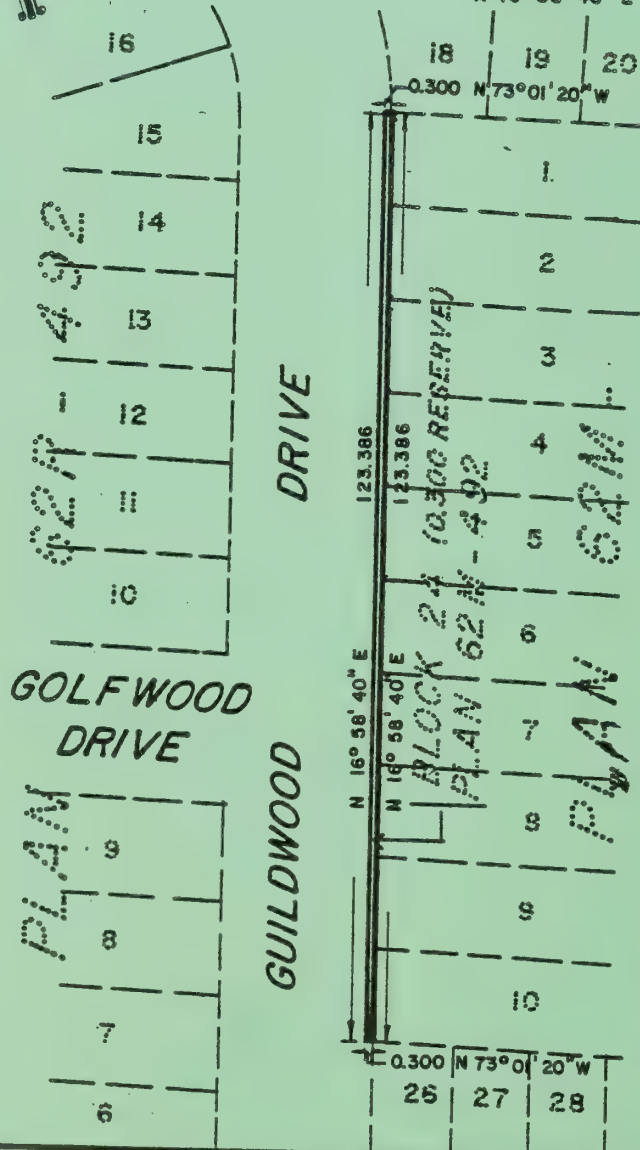 16
15
14
13
12
11
10
GOLFWOOD
DRIVE
9
8
7
6
PLAN
62R - 492
GUILDWOOD DRIVE
18
19
20
0.300 N 73° 01' 20" W
1
2
3
4
5
6
7
8
9
10
123.386
123.386
N 16° 58' 40" E
N 16° 58' 40" E
BLOCK 24 (0.300 RESERVE)
PLAN 62M - 492
PLAN 62M -
0.300 N 73° 01' 20" W
26
27
28